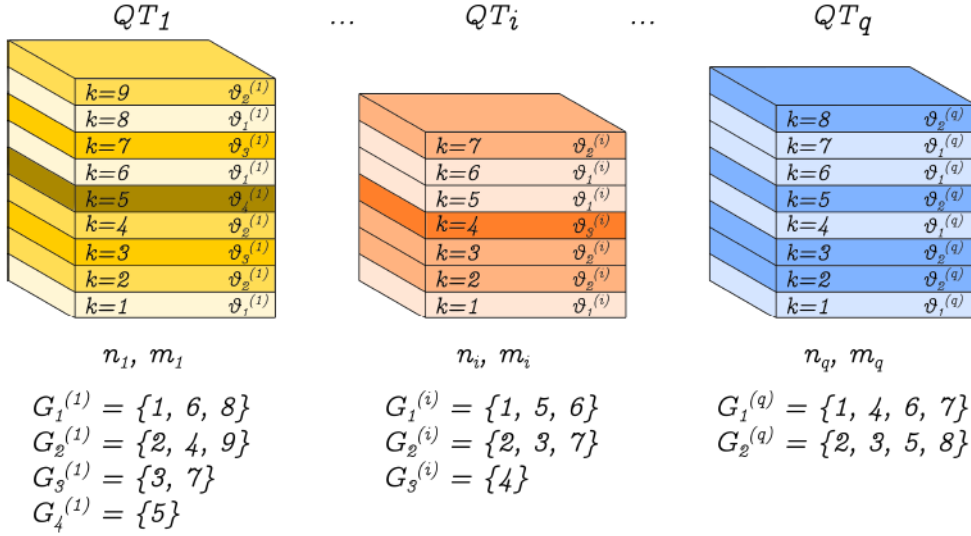 QT₁ ... QTᵢ ... QT_q
k=9 ϑ₂⁽¹⁾
k=8 ϑ₁⁽¹⁾
k=7 ϑ₃⁽¹⁾
k=6 ϑ₁⁽¹⁾
k=5 ϑ₄⁽¹⁾
k=4 ϑ₂⁽¹⁾
k=3 ϑ₃⁽¹⁾
k=2 ϑ₂⁽¹⁾
k=1 ϑ₁⁽¹⁾
k=7 ϑ₂⁽ⁱ⁾
k=6 ϑ₁⁽ⁱ⁾
k=5 ϑ₁⁽ⁱ⁾
k=4 ϑ₃⁽ⁱ⁾
k=3 ϑ₂⁽ⁱ⁾
k=2 ϑ₂⁽ⁱ⁾
k=1 ϑ₁⁽ⁱ⁾
k=8 ϑ₂^(q)
k=7 ϑ₁^(q)
k=6 ϑ₁^(q)
k=5 ϑ₂^(q)
k=4 ϑ₁^(q)
k=3 ϑ₂^(q)
k=2 ϑ₂^(q)
k=1 ϑ₁^(q)
n₁, m₁
G₁⁽¹⁾ = {1, 6, 8}
G₂⁽¹⁾ = {2, 4, 9}
G₃⁽¹⁾ = {3, 7}
G₄⁽¹⁾ = {5}
nᵢ, mᵢ
G₁⁽ⁱ⁾ = {1, 5, 6}
G₂⁽ⁱ⁾ = {2, 3, 7}
G₃⁽ⁱ⁾ = {4}
n_q, m_q
G₁^(q) = {1, 4, 6, 7}
G₂^(q) = {2, 3, 5, 8}